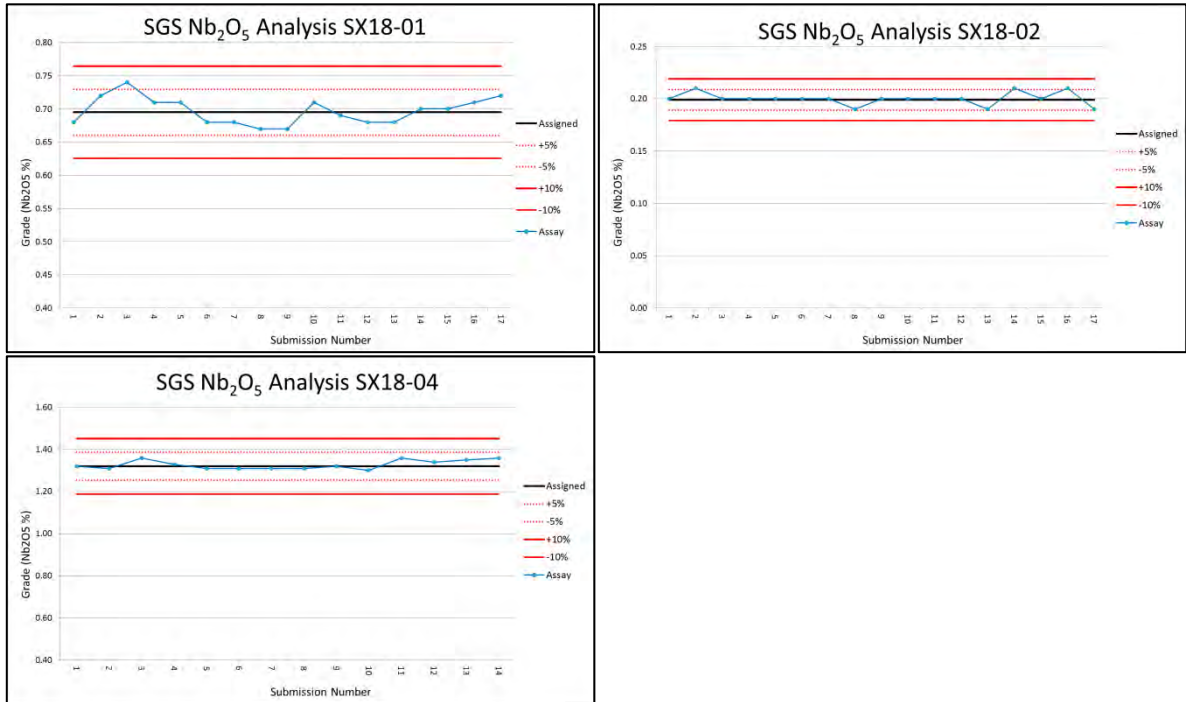 SGS Nb₂O₅ Analysis SX18-01
0.80
0.75
0.70
0.65
0.60
0.55
0.50
0.45
0.40
Grade (Nb2O5 %)
1 2 3 4 5 6 7 8 9 10 11 12 13 14 15 16 17
Submission Number
Assigned
+5%
-5%
+10%
-10%
Assay
SGS Nb₂O₅ Analysis SX18-02
0.25
0.20
0.15
0.10
0.05
0.00
Grade (Nb2O5 %)
1 2 3 4 5 6 7 8 9 10 11 12 13 14 15 16 17
Submission Number
Assigned
+5%
-5%
+10%
-10%
Assay
SGS Nb₂O₅ Analysis SX18-04
1.60
1.40
1.20
1.00
0.80
0.60
0.40
Grade (Nb2O5 %)
1 2 3 4 5 6 7 8 9 10 11 12 13 14
Submission Number
Assigned
+5%
-5%
+10%
-10%
Assay